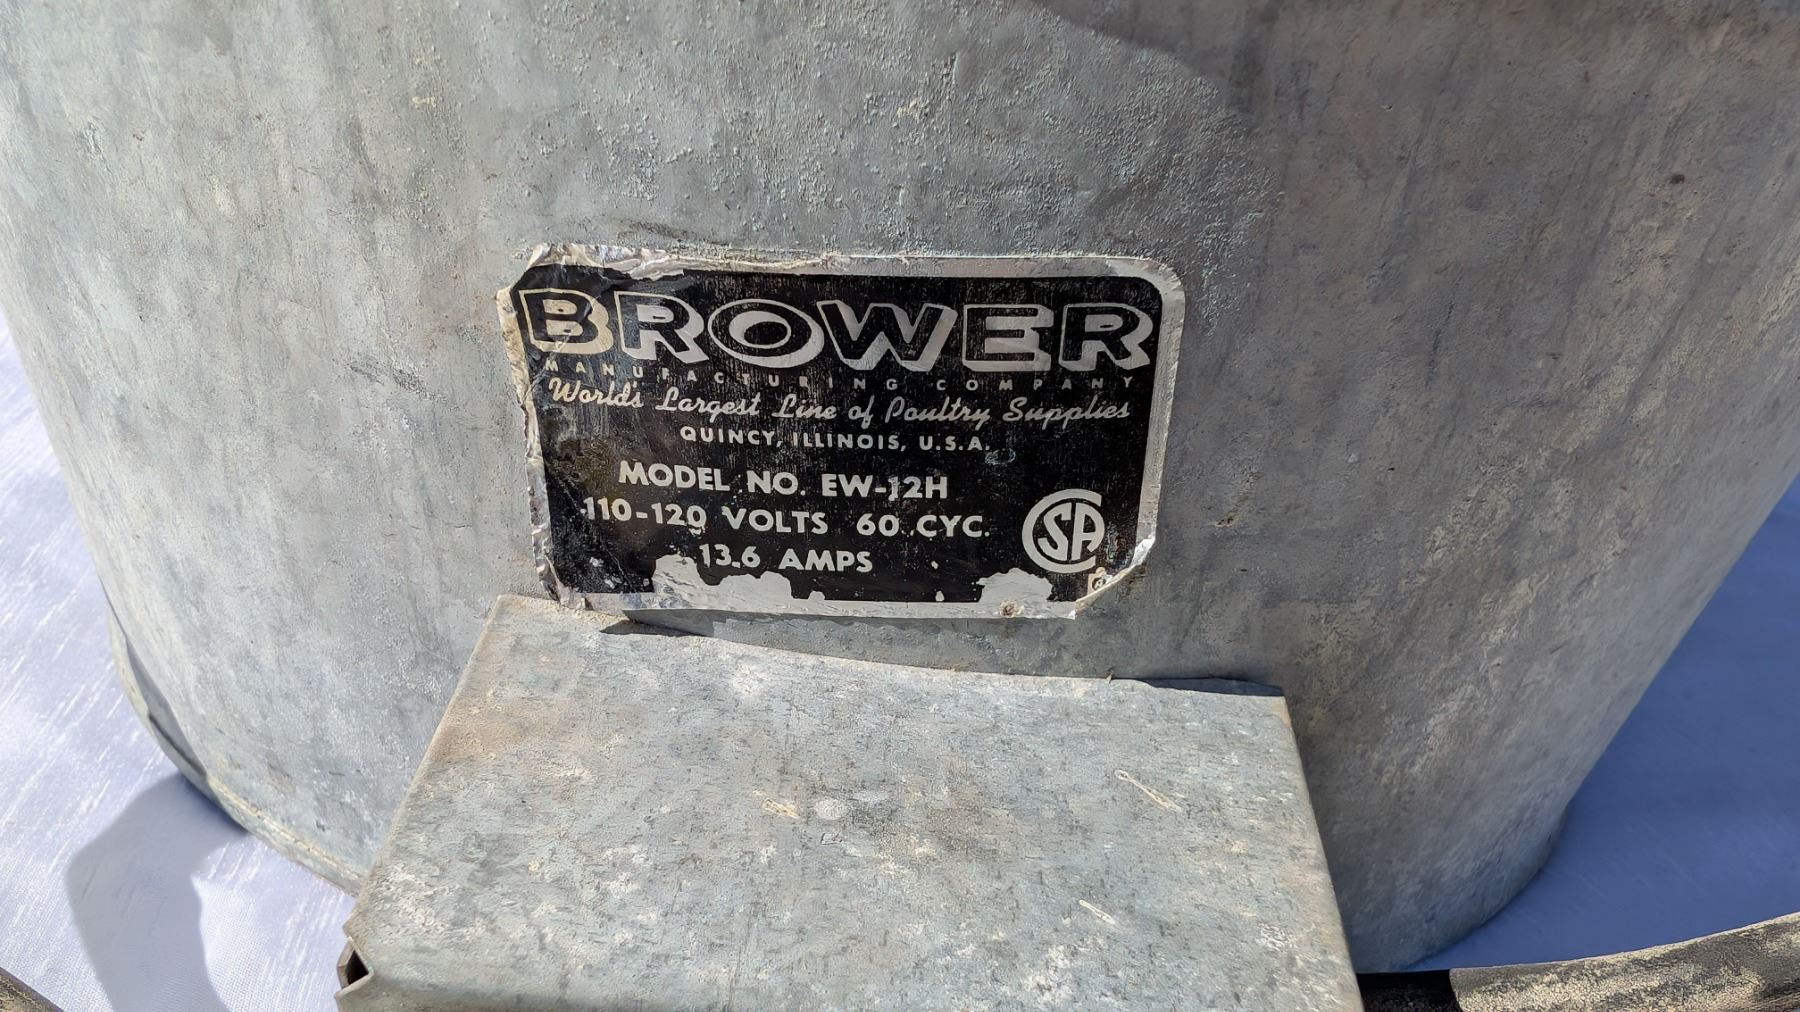 BROWER
MANUFACTURING COMPANY
World's Largest Line of Poultry Supplies
QUINCY, ILLINOIS, U.S.A.
MODEL NO. EW-12H
110-120 VOLTS 60 CYC.
13.6 AMPS
CSA